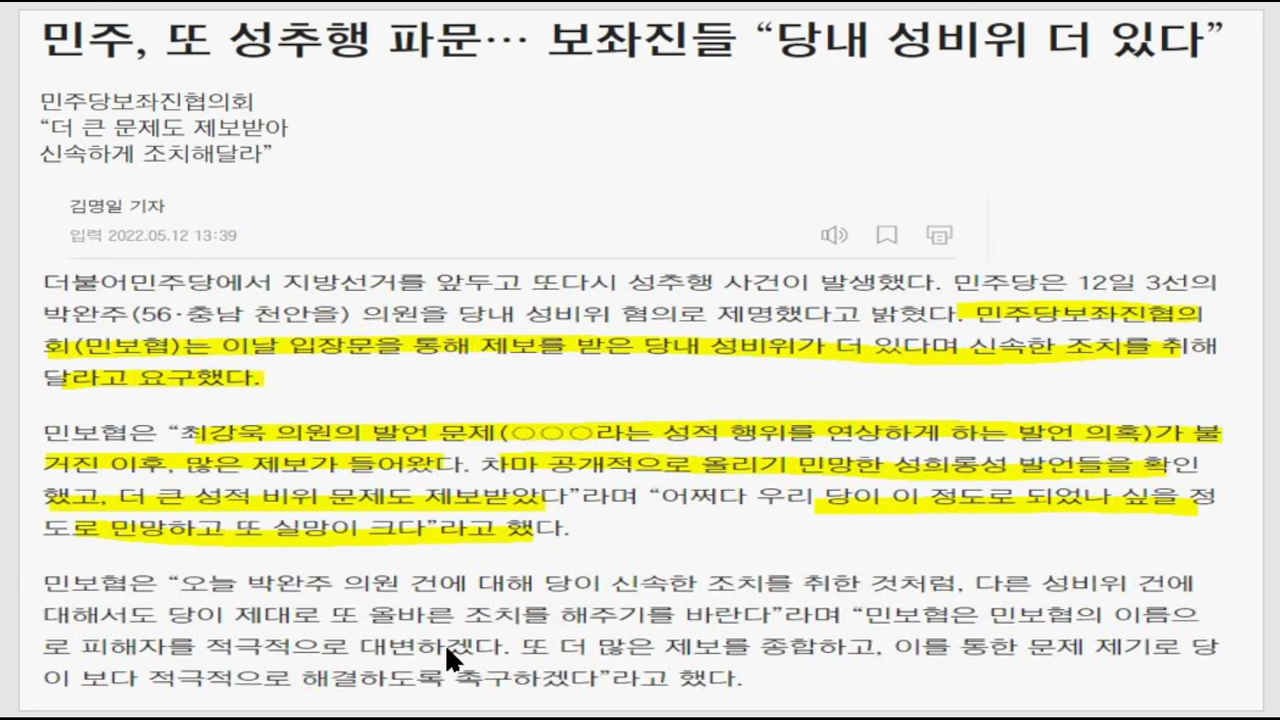 민주, 또 성추행 파문… 보좌진들 “당내 성비위 더 있다”
민주당보좌진협의회
“더 큰 문제도 제보받아
신속하게 조치해달라”
김명일 기자
입력 2022.05.12 13:39
더불어민주당에서 지방선거를 앞두고 또다시 성추행 사건이 발생했다. 민주당은 12일 3선의
박완주(56·충남 천안을) 의원을 당내 성비위 혐의로 제명했다고 밝혔다. 민주당보좌진협의
회(민보협)는 이날 입장문을 통해 제보를 받은 당내 성비위가 더 있다며 신속한 조치를 취해
달라고 요구했다.
민보협은 “최강욱 의원의 발언 문제(○○○라는 성적 행위를 연상하게 하는 발언 의혹)가 불
거진 이후, 많은 제보가 들어왔다. 차마 공개적으로 올리기 민망한 성희롱성 발언들을 확인
했고, 더 큰 성적 비위 문제도 제보받았다”라며 “어쩌다 우리 당이 이 정도로 되었나 싶을 정
도로 민망하고 또 실망이 크다”라고 했다.
민보협은 “오늘 박완주 의원 건에 대해 당이 신속한 조치를 취한 것처럼, 다른 성비위 건에
대해서도 당이 제대로 또 올바른 조치를 해주기를 바란다”라며 “민보협은 민보협의 이름으
로 피해자를 적극적으로 대변하겠다. 또 더 많은 제보를 종합하고, 이를 통한 문제 제기로 당
이 보다 적극적으로 해결하도록 촉구하겠다”라고 했다.